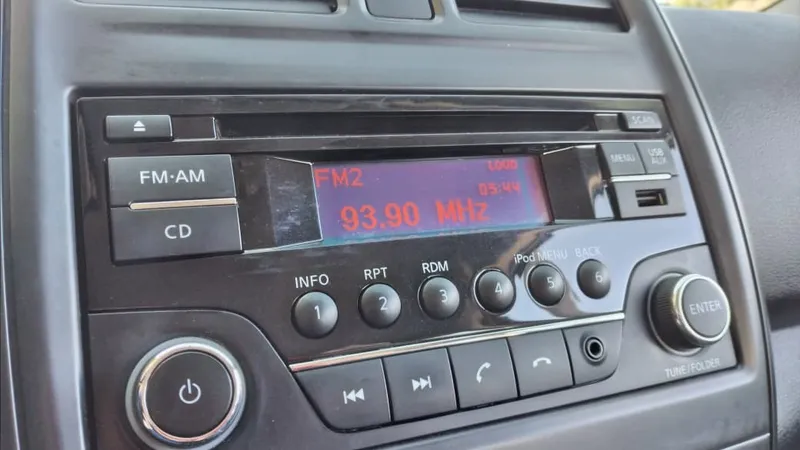 SCAN
FM·AM
CD
FM2
LOUD
05:44
93.90 MHz
MENU
USB
AUX
INFO
RPT
RDM
iPod MENU
BACK
1
2
3
4
5
6
ENTER
TUNE/FOLDER